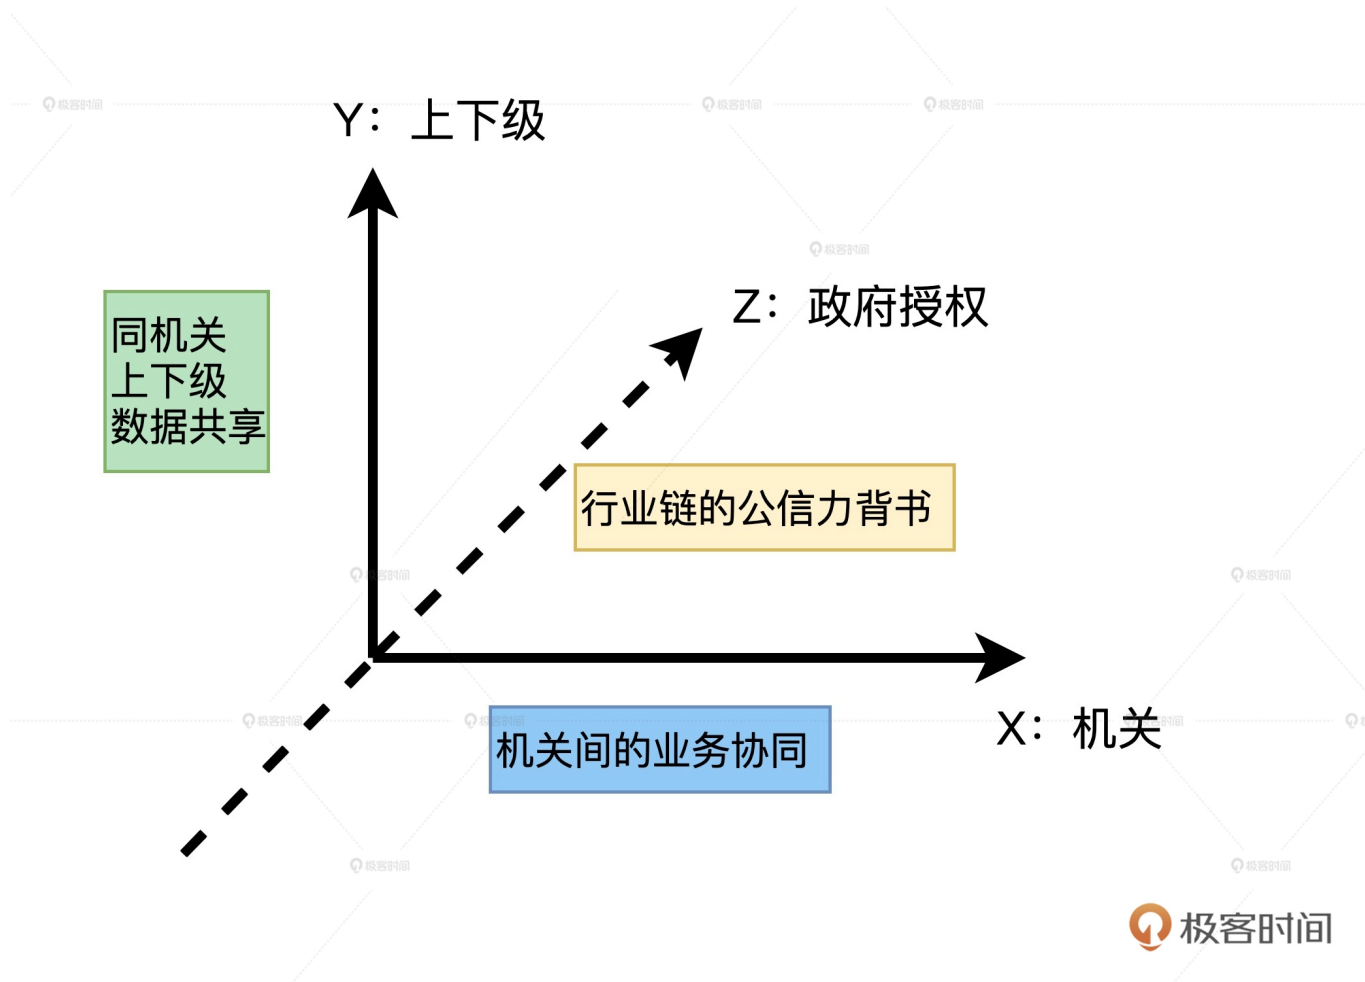 Y：上下级
Z：政府授权
同机关
上下级
数据共享
行业链的公信力背书
X：机关
机关间的业务协同
极客时间